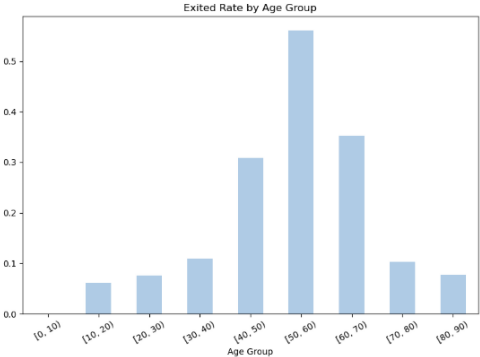 Exited Rate by Age Group
0.5
0.4
0.3
0.2
0.1
0.0
[0, 10) [10, 20) [20, 30) [30, 40) [40, 50) [50, 60) [60, 70) [70, 80) [80, 90)
Age Group